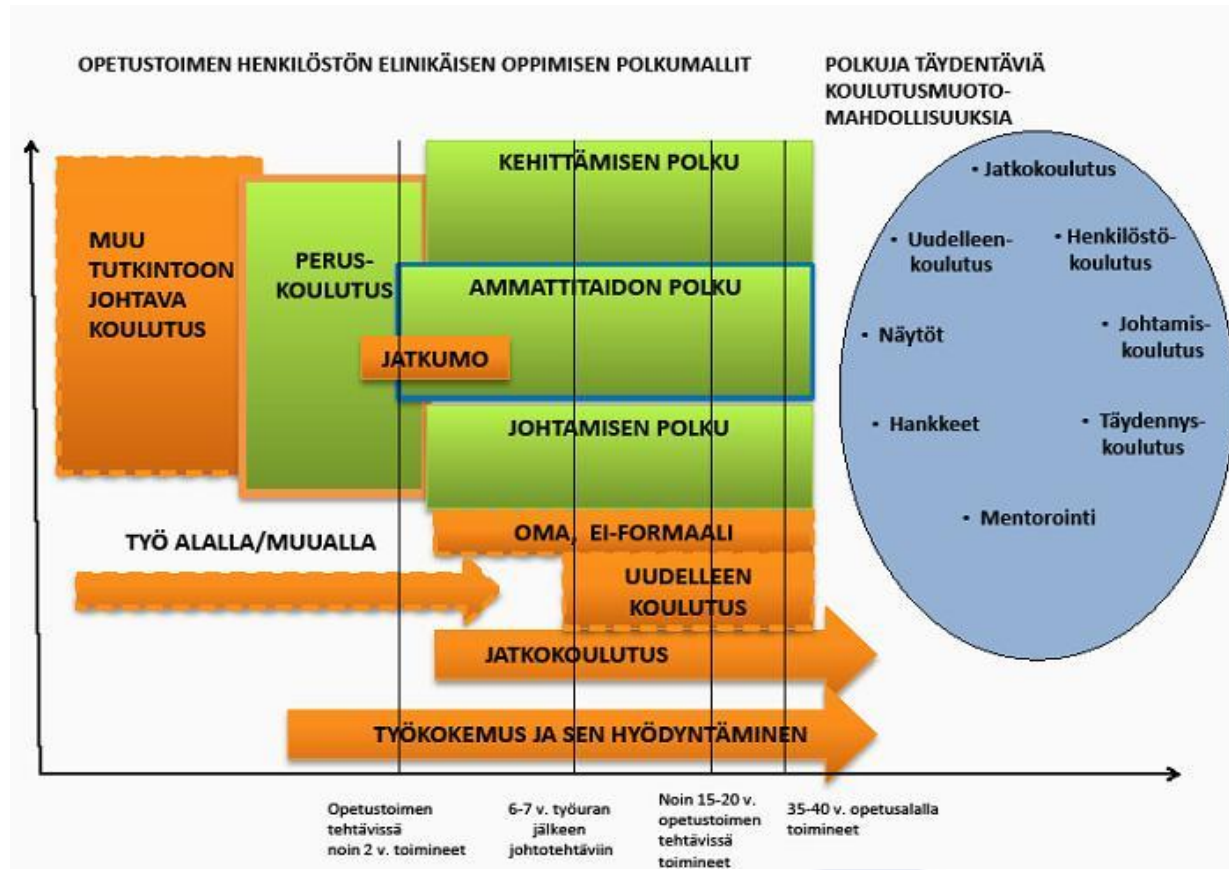 OPETUSTOIMEN HENKILÖSTÖN ELINIKÄISEN OPPIMISEN POLKUMALLIT
POLKUJA TÄYDENTÄVIÄ
KOULUTUSMUOTO-
MAHDOLLISUUKSIA
MUU
TUTKINTOON
JOHTAVA
KOULUTUS
PERUS-
KOULUTUS
KEHITTÄMISEN POLKU
AMMATTITAIDON POLKU
JATKUMO
JOHTAMISEN POLKU
OMA, EI-FORMAALI
UUDELLEEN
KOULUTUS
TYÖ ALALLA/MUUALLA
JATKOKOULUTUS
TYÖKOKEMUS JA SEN HYÖDYNTÄMINEN
• Jatkokoulutus
• Uudelleen-
koulutus
• Henkilöstö-
koulutus
• Näytöt
• Johtamis-
koulutus
• Hankkeet
• Täydennys-
koulutus
• Mentorointi
Opetustoimen
tehtävissä
noin 2 v. toimineet
6-7 v. työuran
jälkeen
johtotehtäviin
Noin 15-20 v.
opetustoimen
tehtävissä
toimineet
35-40 v. opetusalalla
toimineet